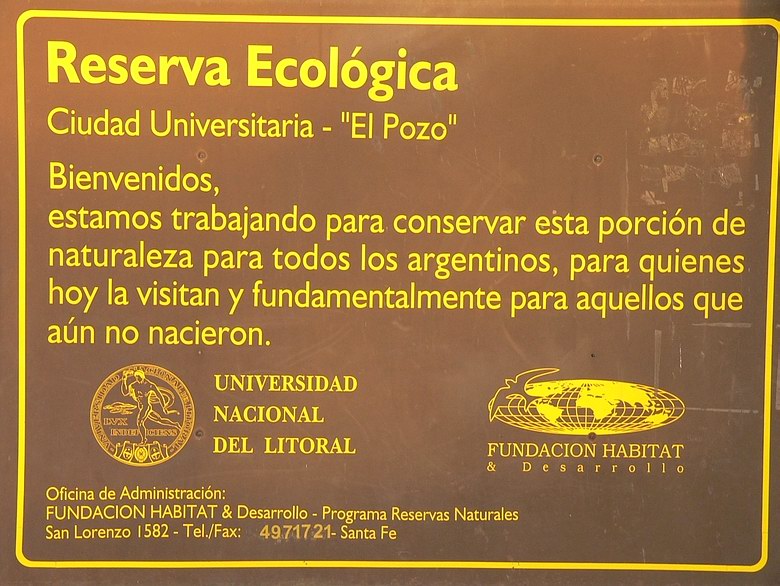 Reserva Ecológica
Ciudad Universitaria - "El Pozo"
Bienvenidos,
estamos trabajando para conservar esta porción de
naturaleza para todos los argentinos, para quienes
hoy la visitan y fundamentalmente para aquellos que
aún no nacieron.
UNIVERSIDAD
NACIONAL
DEL LITORAL
LVX
INDEFICIENS
FUNDACION HABITAT
& Desarrollo
Oficina de Administración:
FUNDACION HABITAT & Desarrollo - Programa Reservas Naturales
San Lorenzo 1582 - Tel./Fax: 4971721- Santa Fe